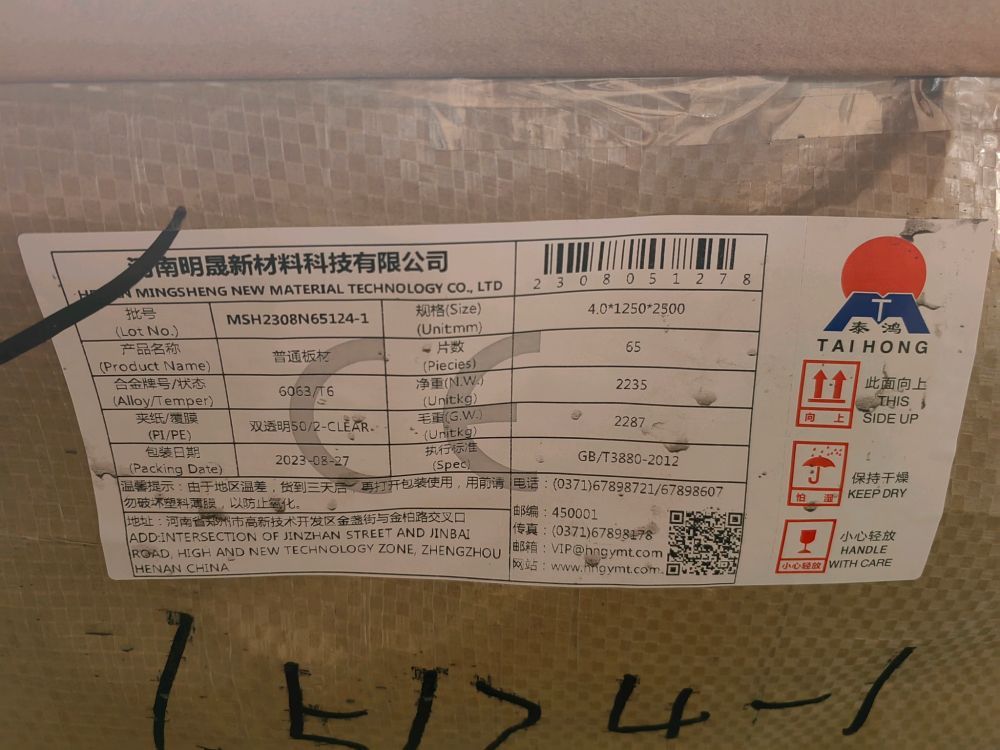 河南明晟新材料科技有限公司
HENAN MINGSHENG NEW MATERIAL TECHNOLOGY CO., LTD
2308051278
批号 (Lot No.) MSH2308N65124-1 规格(Size) (Unitmm) 4.0*1250*2500
产品名称 (Product Name) 普通板材 片数 (Piecies) 65
合金牌号/状态 (Alloy/Temper) 6063/T6 净重(N.W.) (Unitkg) 2235
夹纸/覆膜 (PI/PE) 双透明50/2-CLEAR 毛重(G.W.) (Unitkg) 2287
包装日期 (Packing Date) 2023-08-27 执行标准 (Spec) GB/T3880-2012
CE
温馨提示：由于地区温差，货到三天后，再打开包装使用，用前请
勿破坏塑料薄膜，以防止氧化。
地址：河南省郑州市高新技术开发区金盏街与金柏路交叉口
ADD:INTERSECTION OF JINZHAN STREET AND JINBAI
ROAD, HIGH AND NEW TECHNOLOGY ZONE, ZHENGZHOU
HENAN CHINA
电话：(0371)67898721/67898607
邮编：450001
传真：(0371)67898178
邮箱：VIP@hngymt.com
网站：www.hngymt.com
泰鸿
TAIHONG
向上
此面向上
THIS
SIDE UP
怕湿
保持干燥
KEEP DRY
小心轻放
小心轻放
HANDLE
WITH CARE